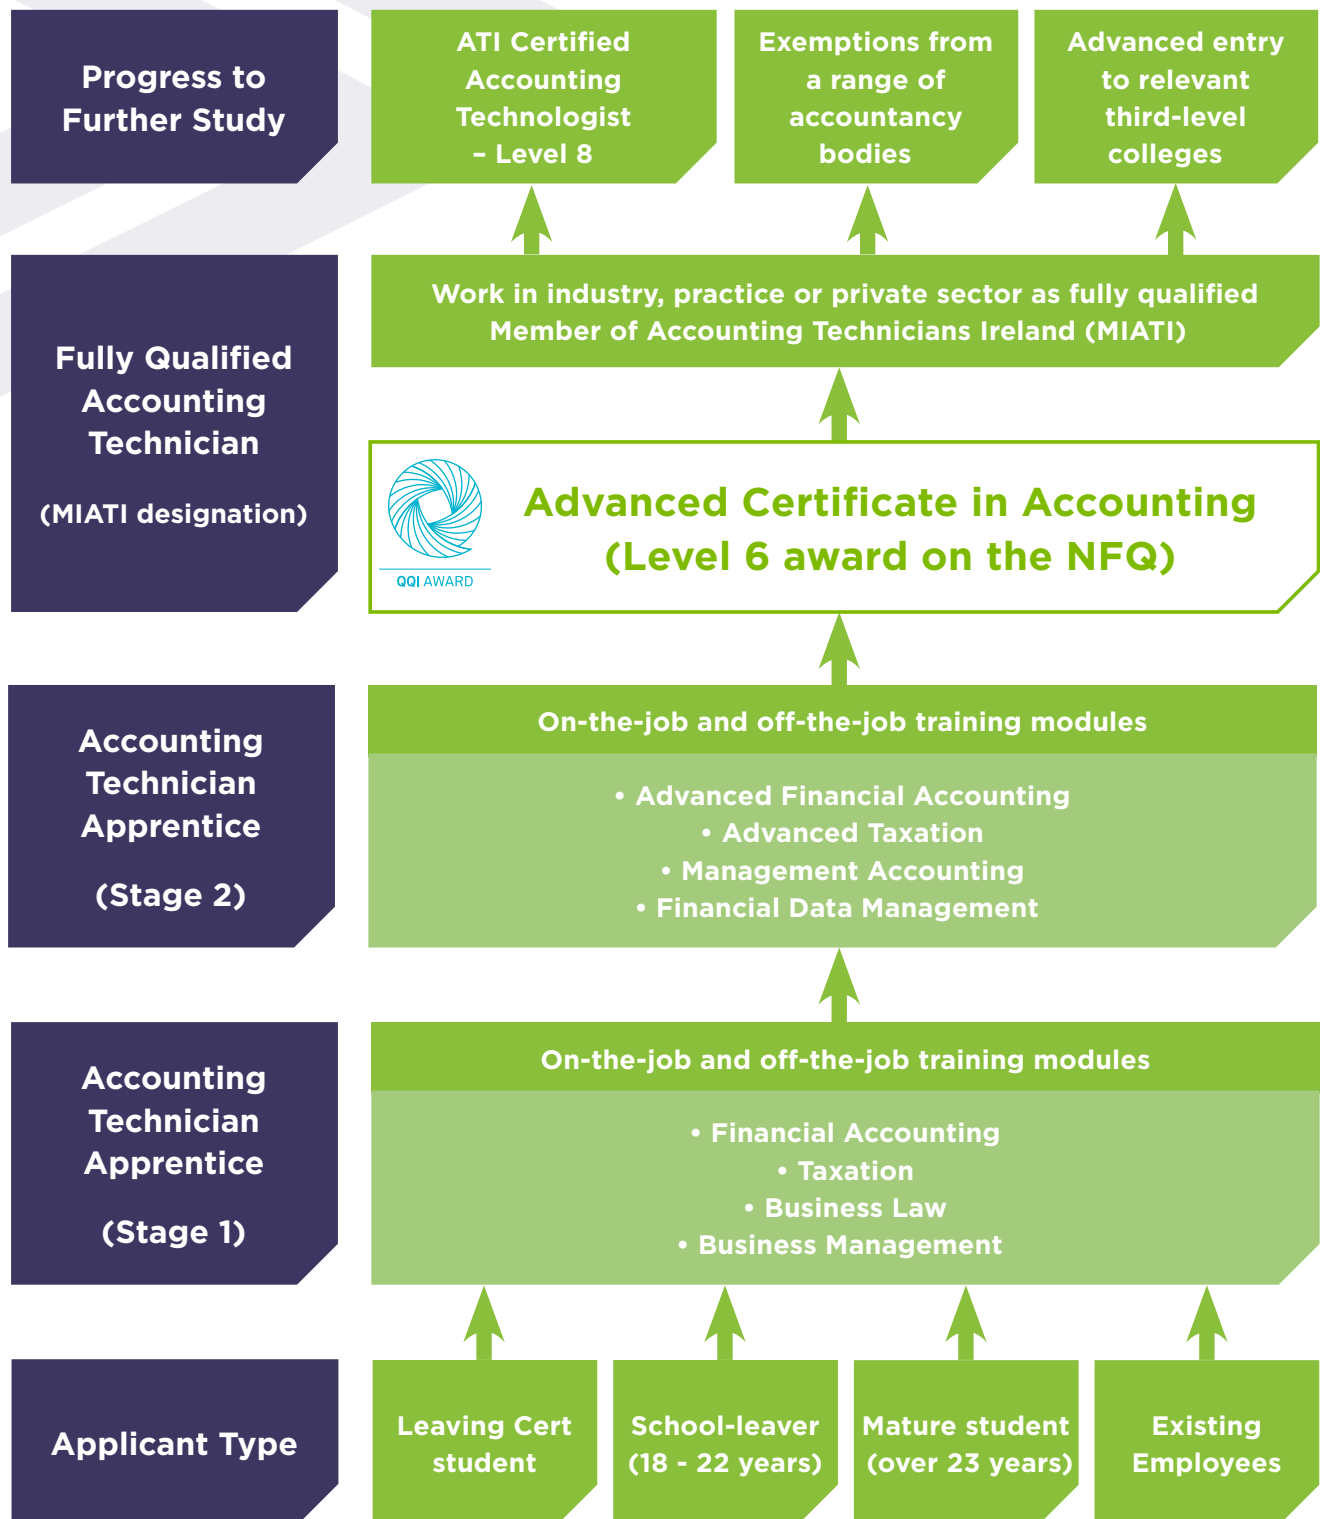 Progress to
Further Study
ATI Certified
Accounting
Technologist
– Level 8
Exemptions from
a range of
accountancy
bodies
Advanced entry
to relevant
third-level
colleges
Fully Qualified
Accounting
Technician
(MIATI designation)
Work in industry, practice or private sector as fully qualified
Member of Accounting Technicians Ireland (MIATI)
QQI AWARD
Advanced Certificate in Accounting
(Level 6 award on the NFQ)
Accounting
Technician
Apprentice
(Stage 2)
On-the-job and off-the-job training modules
• Advanced Financial Accounting
• Advanced Taxation
• Management Accounting
• Financial Data Management
Accounting
Technician
Apprentice
(Stage 1)
On-the-job and off-the-job training modules
• Financial Accounting
• Taxation
• Business Law
• Business Management
Applicant Type
Leaving Cert
student
School-leaver
(18 - 22 years)
Mature student
(over 23 years)
Existing
Employees